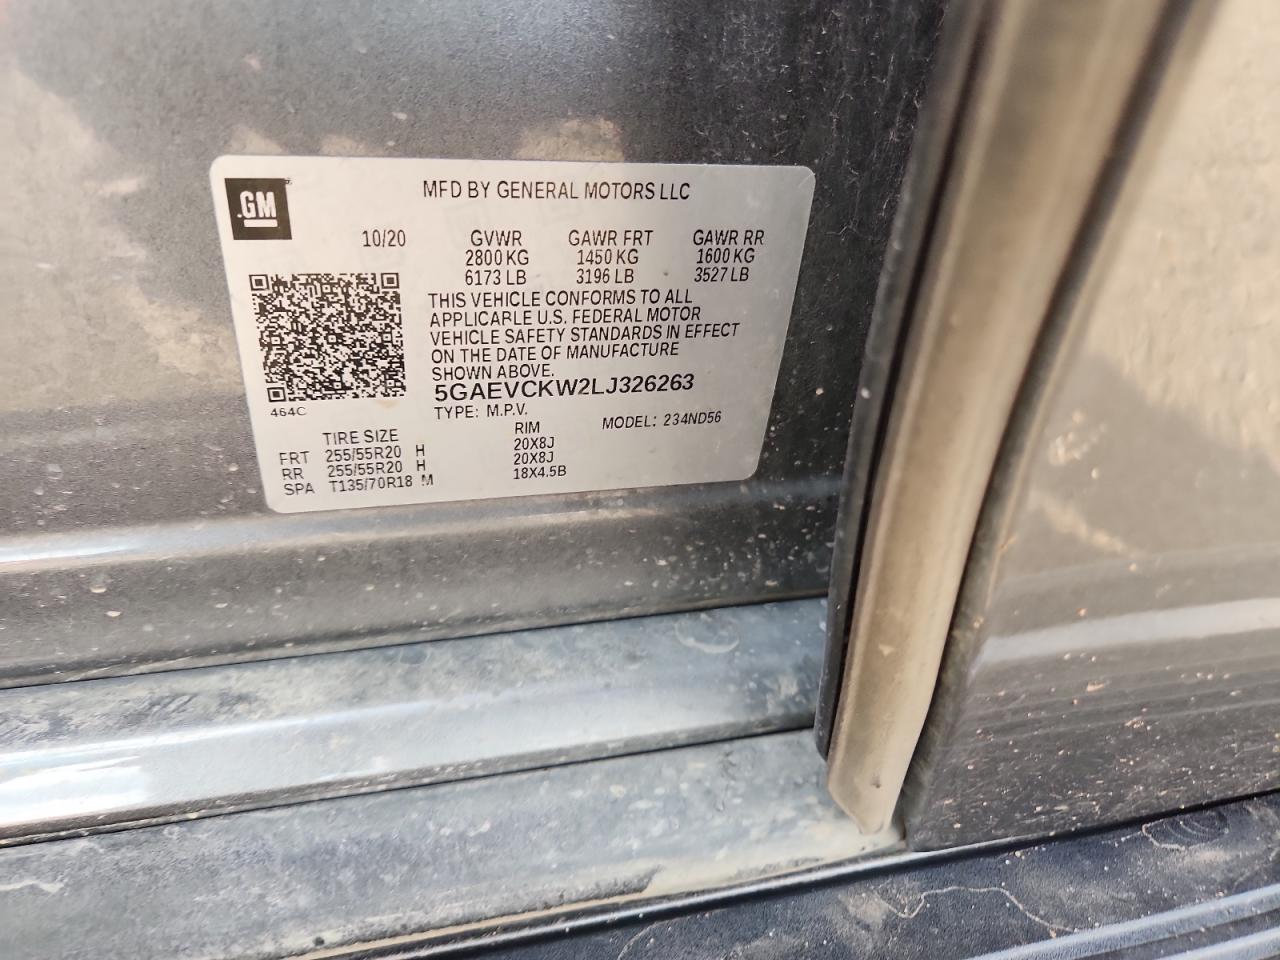 GM
MFD BY GENERAL MOTORS LLC
10/20
GVWR GAWR FRT GAWR RR
2800 KG 1450 KG 1600 KG
6173 LB 3196 LB 3527 LB
THIS VEHICLE CONFORMS TO ALL
APPLICABLE U.S. FEDERAL MOTOR
VEHICLE SAFETY STANDARDS IN EFFECT
ON THE DATE OF MANUFACTURE
SHOWN ABOVE.
5GAEVCKW2LJ326263
464C
TYPE: M.P.V. MODEL: 234ND56
TIRE SIZE RIM
FRT 255/55R20 H 20X8J
RR 255/55R20 H 20X8J
SPA T135/70R18 M 18X4.5B